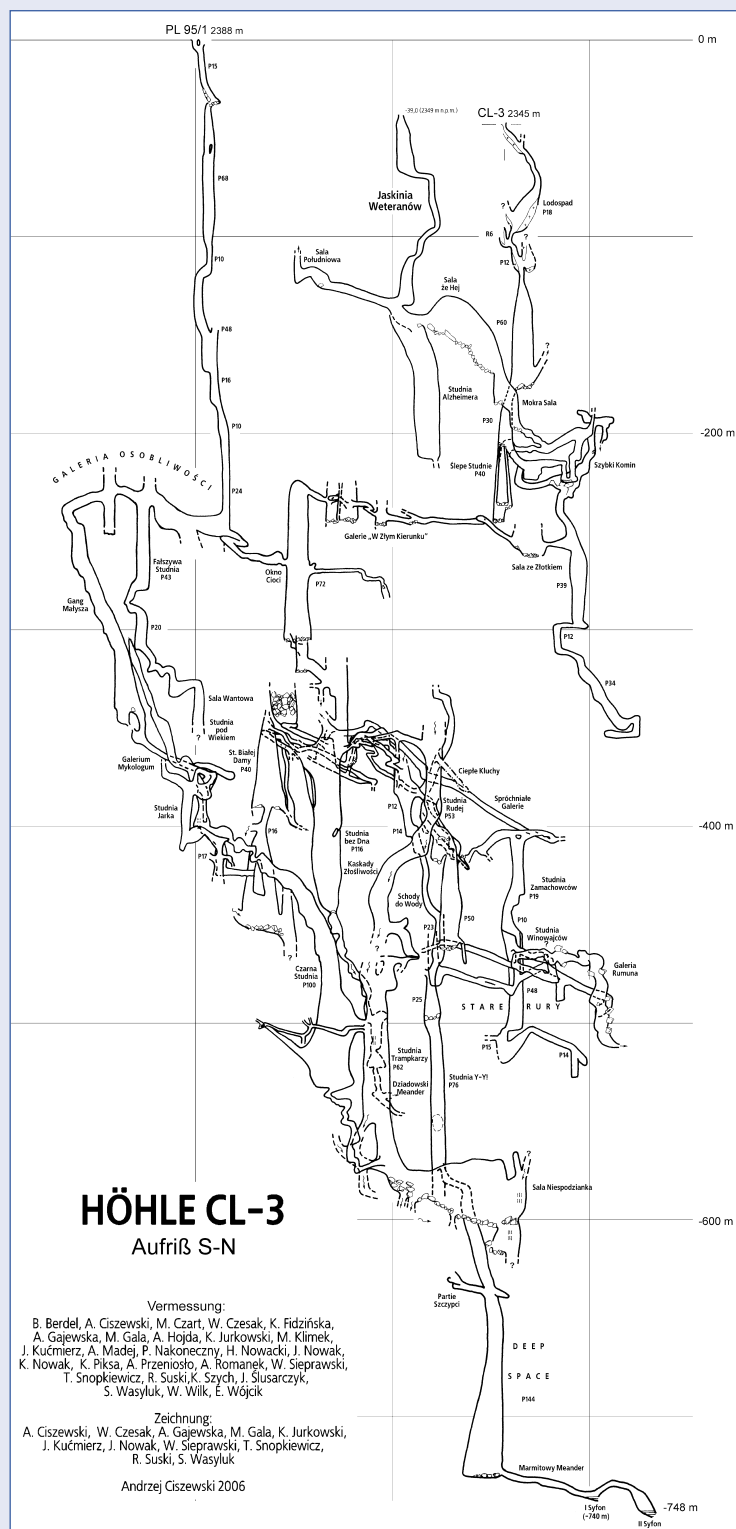 PL 95/1 2388 m
0 m
P15
-39,0 (2349 m n.p.m.)
CL-3 2345 m
P68
Jaskinia
Weteranów
?
Lodospad
P18
R6
?
P10
Sala
Południowa
P12
Sala
że Hej
P48
P60
?
P16
Studnia
Alzheimera
Mokra Sala
P10
P30
-200 m
GALERIA OSOBLIWOŚCI
Ślepe Studnie
P40
Szybki Komin
P24
Galerie „W Złym Kierunku"
Fałszywa
Studnia
P43
Okno
Cioci
P72
Sala ze Złotkiem
P39
Gang
Małysza
P20
P12
P34
Sala Wantowa
Studnia
pod
Wiekiem
?
Galerium
Mykologum
St. Białej
Damy
P40
Ciepłe Kluchy
Studnia
Jarka
P12
Studnia
Rudej
P53
Spróchniałe
Galerie
P16
Studnia
bez Dna
P116
P14
-400 m
P17
Kaskady
Złośliwości
Studnia
Zamachowców
P19
Schody
do Wody
P50
P10
P23
Studnia
Winowajców
?
?
Czarna
Studnia
P100
Galeria
Rumuna
P48
P25
STARE RURY
P15
P14
Studnia
Trampkarzy
P62
Studnia Y-Y!
P76
Dziadowski
Meander
?
Sala Niespodzianka
HÖHLE CL-3
Aufriß S-N
-600 m
?
Partie
Szczypci
Vermessung:
B. Berdel, A. Ciszewski, M. Czart, W. Czesak, K. Fidzińska,
A. Gajewska, M. Gala, A. Hojda, K. Jurkowski, M. Klimek,
J. Kućmierz, A. Madej, P. Nakoneczny, H. Nowacki, J. Nowak,
K. Nowak, K. Piksa, A. Przeniosło, A. Romanek, W. Sieprawski,
T. Snopkiewicz, R. Suski,K. Szych, J. Ślusarczyk,
S. Wasyluk, W. Wilk, E. Wójcik
DEEP
SPACE
P144
Zeichnung:
A. Ciszewski, W. Czesak, A. Gajewska, M. Gala, K. Jurkowski,
J. Kućmierz, J. Nowak, W. Sieprawski, T. Snopkiewicz,
R. Suski, S. Wasyluk
Andrzej Ciszewski 2006
Marmitowy Meander
I Syfon
(-740 m)
-748 m
II Syfon